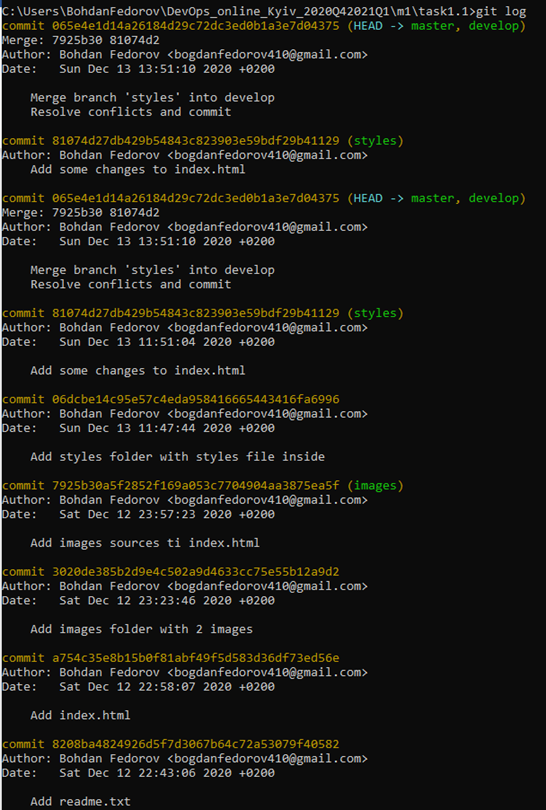 C:\Users\BohdanFedorov\DevOps_online_Kyiv_2020Q42021Q1\m1\task1.1>git log
commit 065e4e1d14a26184d29c72dc3ed0b1a3e7d04375 (HEAD -> master, develop)
Merge: 7925b30 81074d2
Author: Bohdan Fedorov <bogdanfedorov410@gmail.com>
Date:   Sun Dec 13 13:51:10 2020 +0200
    Merge branch 'styles' into develop
    Resolve conflicts and commit
commit 81074d27db429b54843c823903e59bdf29b41129 (styles)
Author: Bohdan Fedorov <bogdanfedorov410@gmail.com>
    Add some changes to index.html
commit 065e4e1d14a26184d29c72dc3ed0b1a3e7d04375 (HEAD -> master, develop)
Merge: 7925b30 81074d2
Author: Bohdan Fedorov <bogdanfedorov410@gmail.com>
Date:   Sun Dec 13 13:51:10 2020 +0200
    Merge branch 'styles' into develop
    Resolve conflicts and commit
commit 81074d27db429b54843c823903e59bdf29b41129 (styles)
Author: Bohdan Fedorov <bogdanfedorov410@gmail.com>
Date:   Sun Dec 13 11:51:04 2020 +0200
    Add some changes to index.html
commit 06dcbe14c95e57c4eda958416665443416fa6996
Author: Bohdan Fedorov <bogdanfedorov410@gmail.com>
Date:   Sun Dec 13 11:47:44 2020 +0200
    Add styles folder with styles file inside
commit 7925b30a5f2852f169a053c7704904aa3875ea5f (images)
Author: Bohdan Fedorov <bogdanfedorov410@gmail.com>
Date:   Sat Dec 12 23:57:23 2020 +0200
    Add images sources ti index.html
commit 3020de385b2d9e4c502a9d4633cc75e55b12a9d2
Author: Bohdan Fedorov <bogdanfedorov410@gmail.com>
Date:   Sat Dec 12 23:23:46 2020 +0200
    Add images folder with 2 images
commit a754c35e8b15b0f81abf49f5d583d36df73ed56e
Author: Bohdan Fedorov <bogdanfedorov410@gmail.com>
Date:   Sat Dec 12 22:58:07 2020 +0200
    Add index.html
commit 8208ba4824926d5f7d3067b64c72a53079f40582
Author: Bohdan Fedorov <bogdanfedorov410@gmail.com>
Date:   Sat Dec 12 22:43:06 2020 +0200
    Add readme.txt